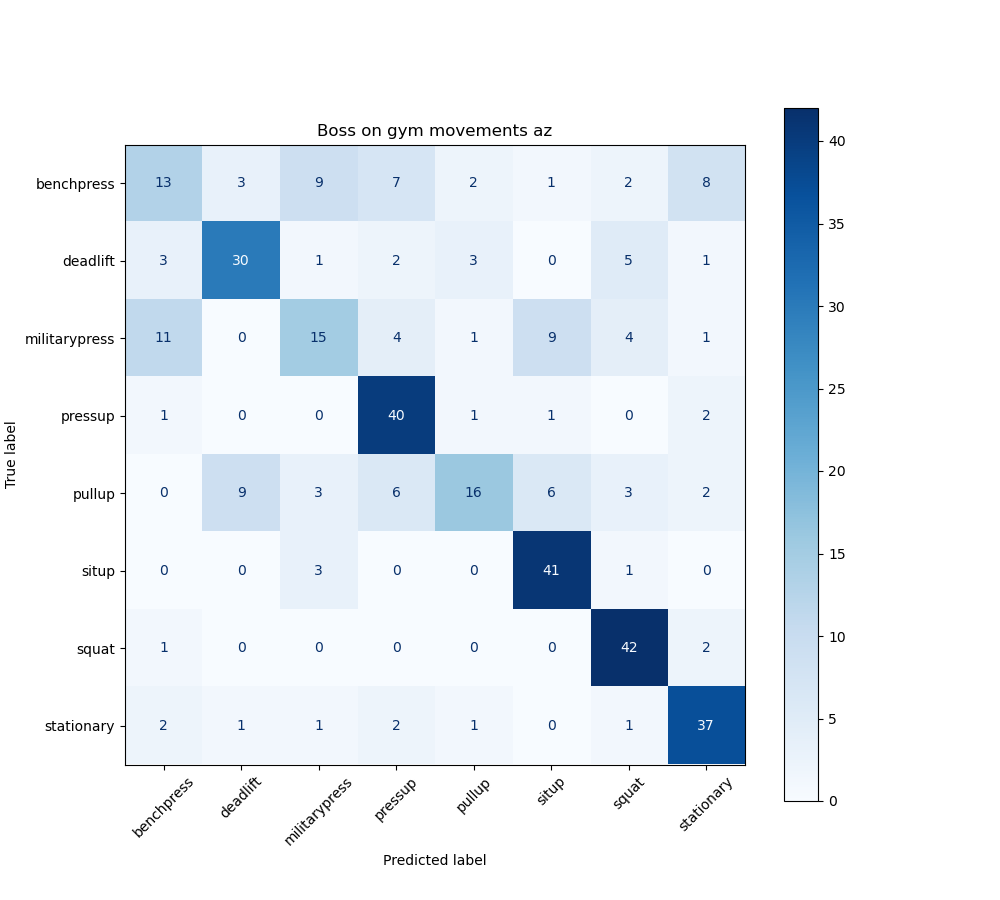 Boss on gym movements az
True label
benchpress 13 3 9 7 2 1 2 8
deadlift 3 30 1 2 3 0 5 1
militarypress 11 0 15 4 1 9 4 1
pressup 1 0 0 40 1 1 0 2
pullup 0 9 3 6 16 6 3 2
situp 0 0 3 0 0 41 1 0
squat 1 0 0 0 0 0 42 2
stationary 2 1 1 2 1 0 1 37
benchpress deadlift militarypress pressup pullup situp squat stationary
Predicted label
40
35
30
25
20
15
10
5
0